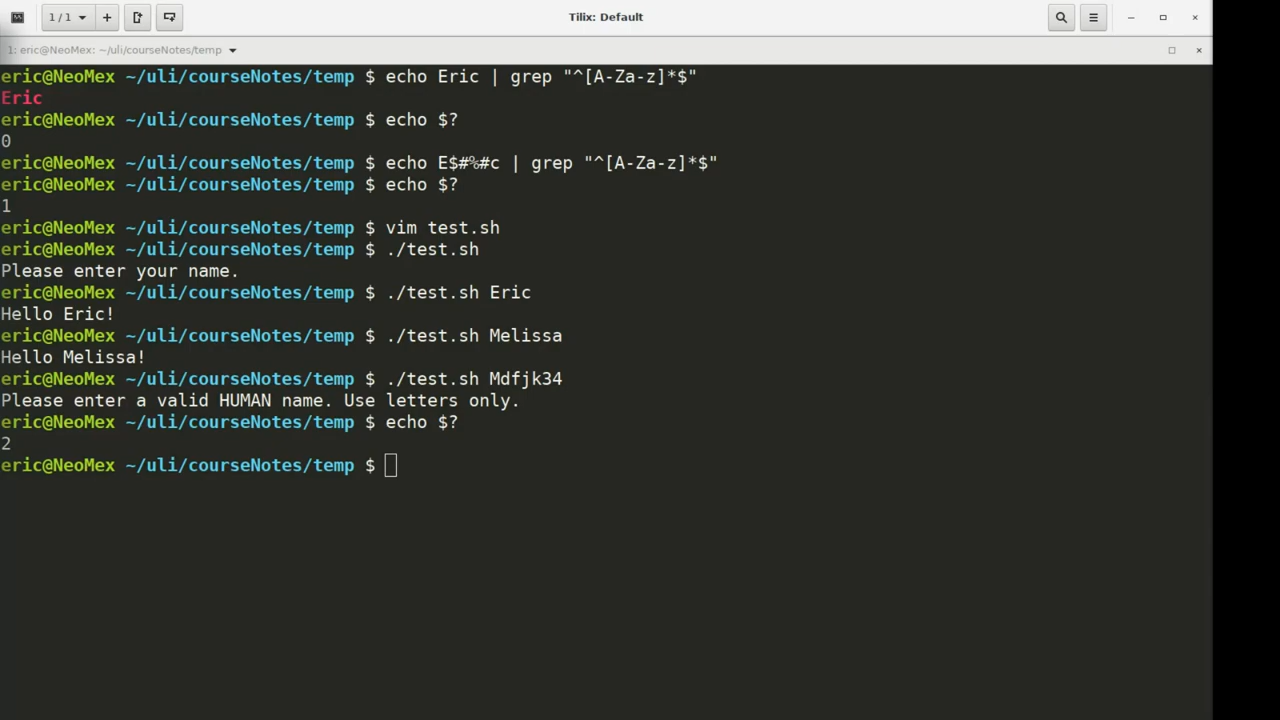 1 / 1
Tilix: Default
1: eric@NeoMex: ~/uli/courseNotes/temp
eric@NeoMex ~/uli/courseNotes/temp $ echo Eric | grep "^[A-Za-z]*$"
Eric
eric@NeoMex ~/uli/courseNotes/temp $ echo $?
0
eric@NeoMex ~/uli/courseNotes/temp $ echo E$#%#c | grep "^[A-Za-z]*$"
eric@NeoMex ~/uli/courseNotes/temp $ echo $?
1
eric@NeoMex ~/uli/courseNotes/temp $ vim test.sh
eric@NeoMex ~/uli/courseNotes/temp $ ./test.sh
Please enter your name.
eric@NeoMex ~/uli/courseNotes/temp $ ./test.sh Eric
Hello Eric!
eric@NeoMex ~/uli/courseNotes/temp $ ./test.sh Melissa
Hello Melissa!
eric@NeoMex ~/uli/courseNotes/temp $ ./test.sh Mdfjk34
Please enter a valid HUMAN name. Use letters only.
eric@NeoMex ~/uli/courseNotes/temp $ echo $?
2
eric@NeoMex ~/uli/courseNotes/temp $